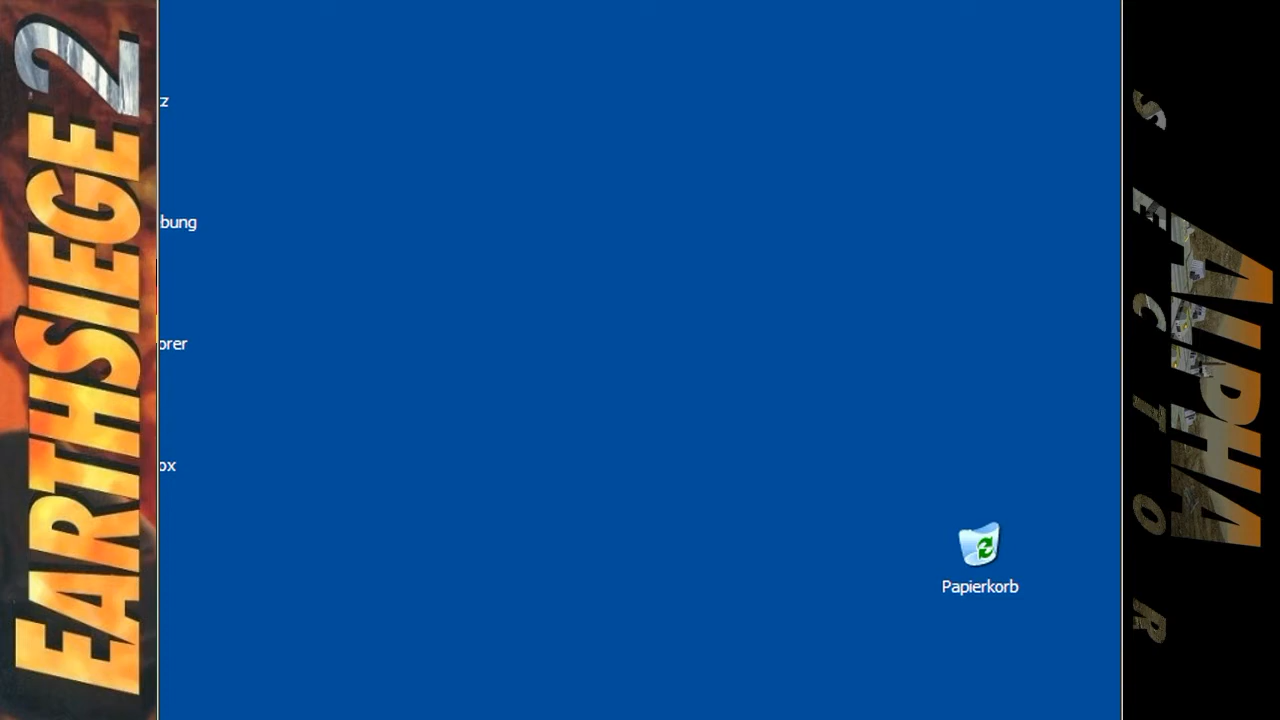 EARTHSIEGE 2
z
bung
orer
ox
Papierkorb
ALPHA
SECTOR